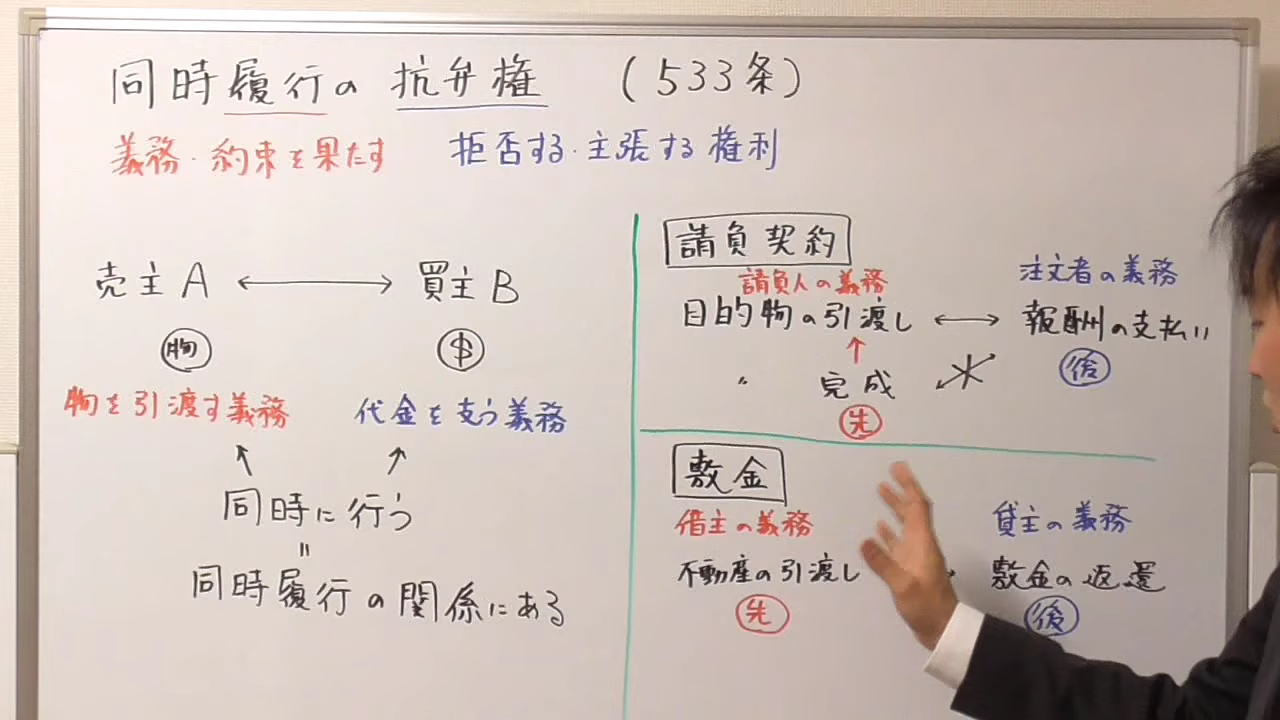 同時履行の抗弁権 (533条)
義務・約束を果たす 拒否する・主張する権利
売主A ⟷ 買主B
物 $
物を引渡す義務 代金を支う義務
同時に行う
〃
同時履行の関係にある
請負契約
請負人の義務 注文者の義務
目的物の引渡し ⟷ 報酬の支払い
〃 完成 後
先
敷金
借主の義務 貸主の義務
不動産の引渡し 敷金の返還
先 後